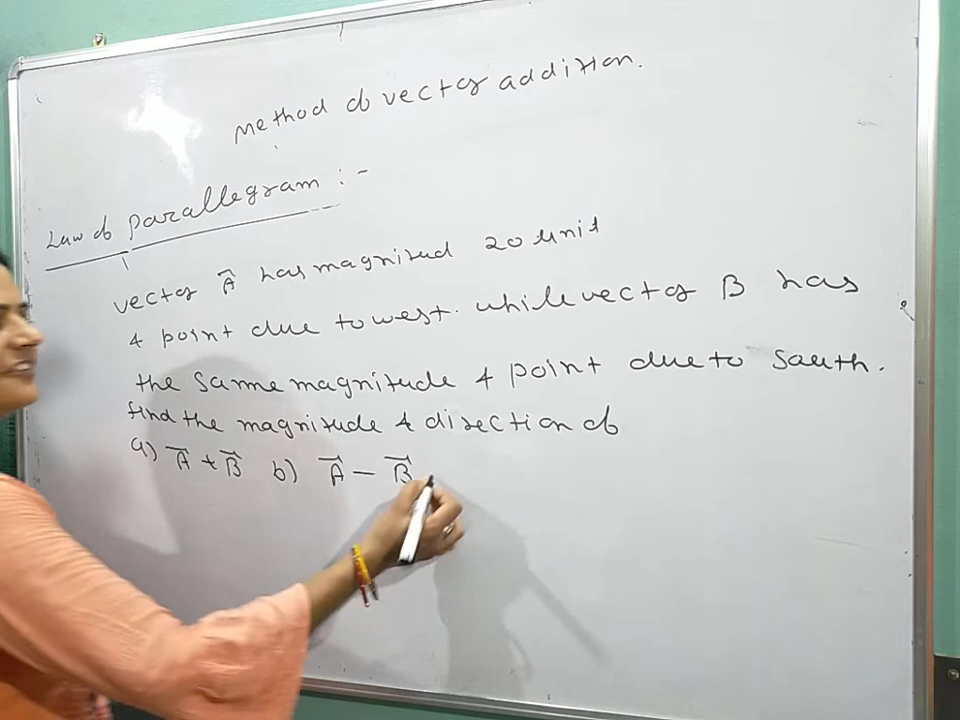 Method of vector addition.
Law of Parallegram :-
vector A⃗ has magnitud 20 unit
& point due to west. while vector B has
the same magnitude & point due to south.
find the magnitude & direction of
a) A⃗ + B⃗ b) A⃗ - B⃗